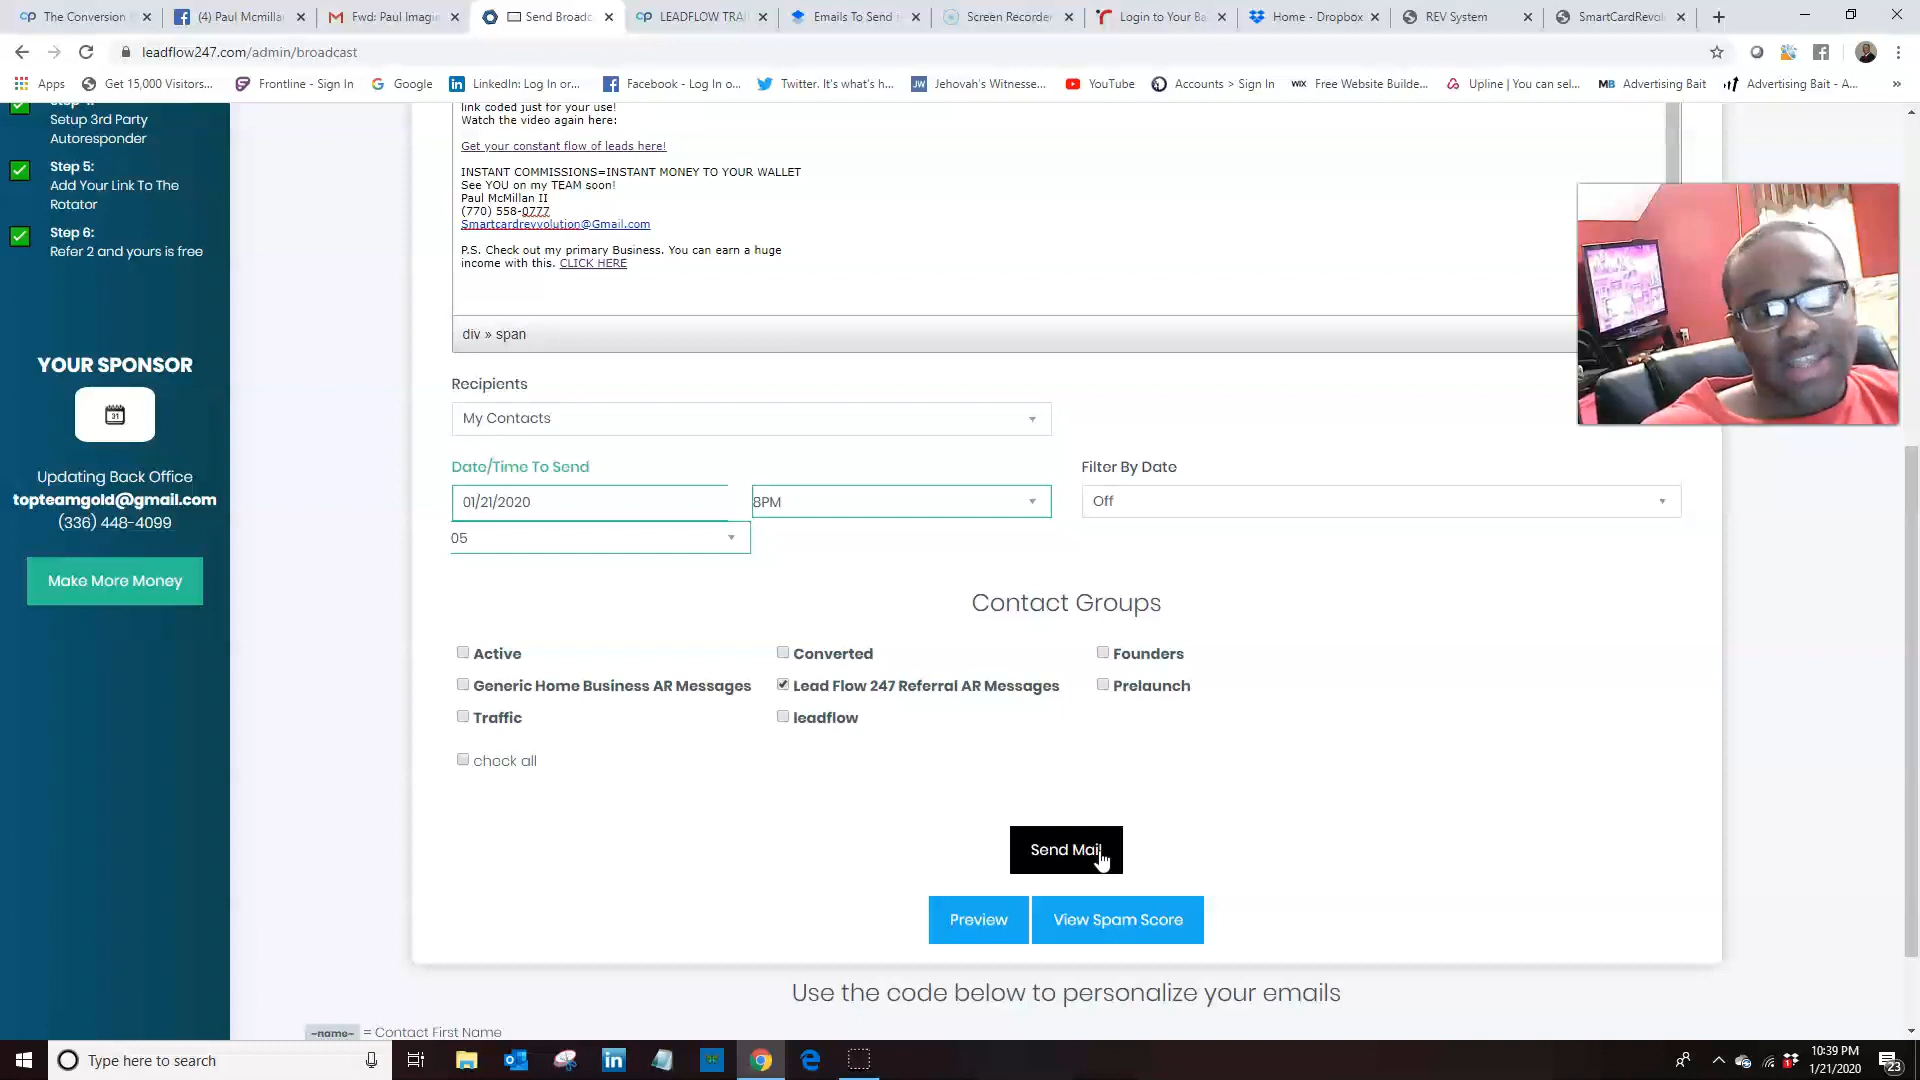 The Conversion
(4) Paul Mcmilla
Fwd: Paul Imagi
Send Broadc
LEADFLOW TRAI
Emails To Send
Screen Recorder
Login to Your Ba
Home - Dropbox
REV System
SmartCardRevol
leadflow247.com/admin/broadcast
Apps
Get 15,000 Visitors...
Frontline - Sign In
Google
LinkedIn: Log In or...
Facebook - Log In o...
Twitter. It's what's h...
JW Jehovah's Witnesse...
YouTube
Accounts > Sign In
WIX Free Website Builde...
Upline | You can sel...
MB Advertising Bait
Advertising Bait - A...
»
Setup 3rd Party
Autoresponder
Step 5:
Add Your Link To The
Rotator
Step 6:
Refer 2 and yours is free
YOUR SPONSOR
31
Updating Back Office
topteamgold@gmail.com
(336) 448-4099
Make More Money
link coded just for your use!
Watch the video again here:
Get your constant flow of leads here!
INSTANT COMMISSIONS=INSTANT MONEY TO YOUR WALLET
See YOU on my TEAM soon!
Paul McMillan II
(770) 558-0777
Smartcardrevvolution@Gmail.com
P.S. Check out my primary Business. You can earn a huge
income with this. CLICK HERE
div » span
Recipients
My Contacts
Date/Time To Send
Filter By Date
01/21/2020
8PM
Off
05
Contact Groups
Active
Converted
Founders
Generic Home Business AR Messages
Lead Flow 247 Referral AR Messages
Prelaunch
Traffic
leadflow
check all
Send Mail
Preview
View Spam Score
Use the code below to personalize your emails
~name~ = Contact First Name
Type here to search
10:39 PM
1/21/2020
23